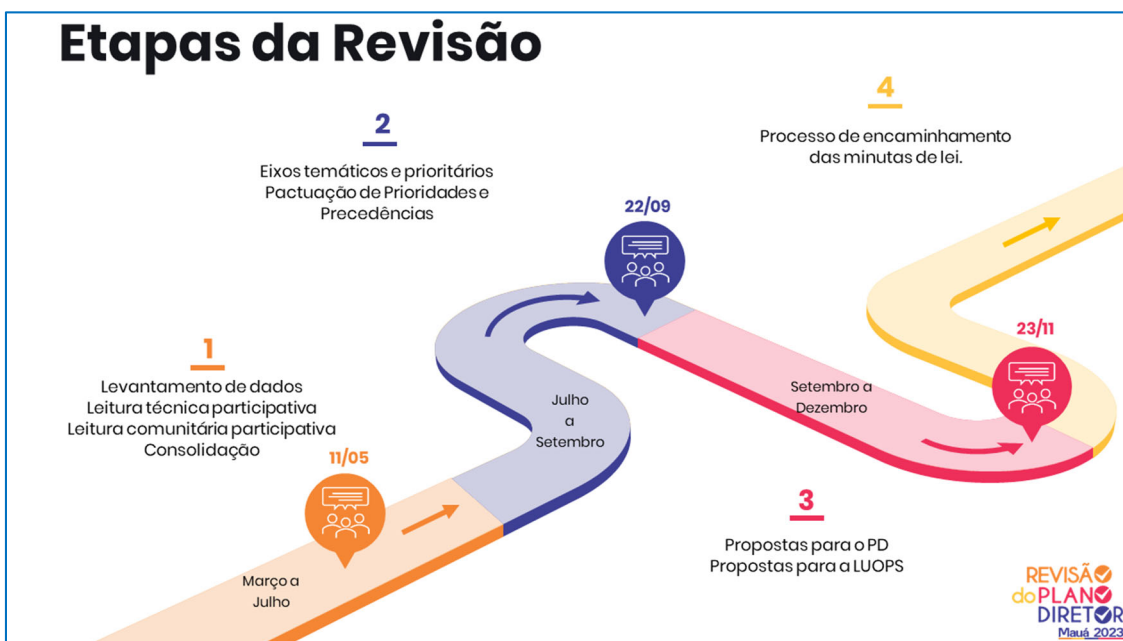 Etapas da Revisão
1
Levantamento de dados
Leitura técnica participativa
Leitura comunitária participativa
Consolidação
11/05
Março a
Julho
2
Eixos temáticos e prioritários
Pactuação de Prioridades e
Precedências
22/09
Julho
a
Setembro
3
Propostas para o PD
Propostas para a LUOPS
Setembro a
Dezembro
23/11
4
Processo de encaminhamento
das minutas de lei.
REVISÃO
do PLANO
DIRETOR
Mauá 2023